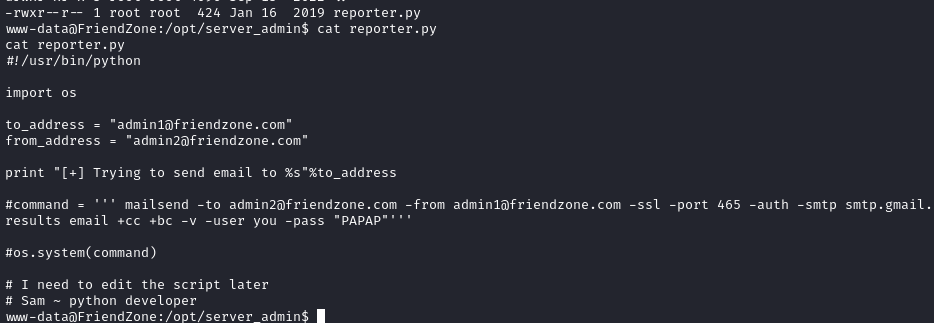 -rwxr--r-- 1 root root  424 Jan 16  2019 reporter.py
www-data@FriendZone:/opt/server_admin$ cat reporter.py
cat reporter.py
#!/usr/bin/python

import os

to_address = "admin1@friendzone.com"
from_address = "admin2@friendzone.com"

print "[+] Trying to send email to %s"%to_address

#command = ''' mailsend -to admin2@friendzone.com -from admin1@friendzone.com -ssl -port 465 -auth -smtp smtp.gmail.
results email +cc +bc -v -user you -pass "PAPAP"'''

#os.system(command)

# I need to edit the script later
# Sam ~ python developer
www-data@FriendZone:/opt/server_admin$